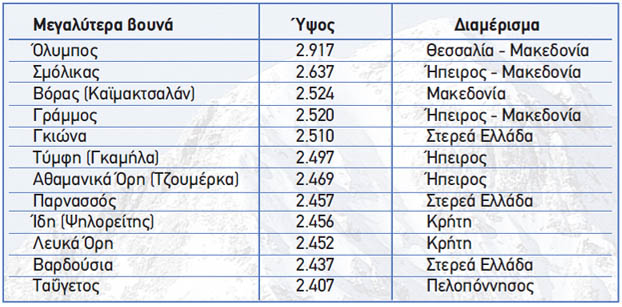 Μεγαλύτερα βουνά Ύψος Διαμέρισμα
Όλυμπος 2.917 Θεσσαλία - Μακεδονία
Σμόλικας 2.637 Ήπειρος - Μακεδονία
Βόρας (Καϊμακτσαλάν) 2.524 Μακεδονία
Γράμμος 2.520 Ήπειρος - Μακεδονία
Γκιώνα 2.510 Στερεά Ελλάδα
Τύμφη (Γκαμήλα) 2.497 Ήπειρος
Αθαμανικά Όρη (Τζουμέρκα) 2.469 Ήπειρος
Παρνασσός 2.457 Στερεά Ελλάδα
Ίδη (Ψηλορείτης) 2.456 Κρήτη
Λευκά Όρη 2.452 Κρήτη
Βαρδούσια 2.437 Στερεά Ελλάδα
Ταΰγετος 2.407 Πελοπόννησος